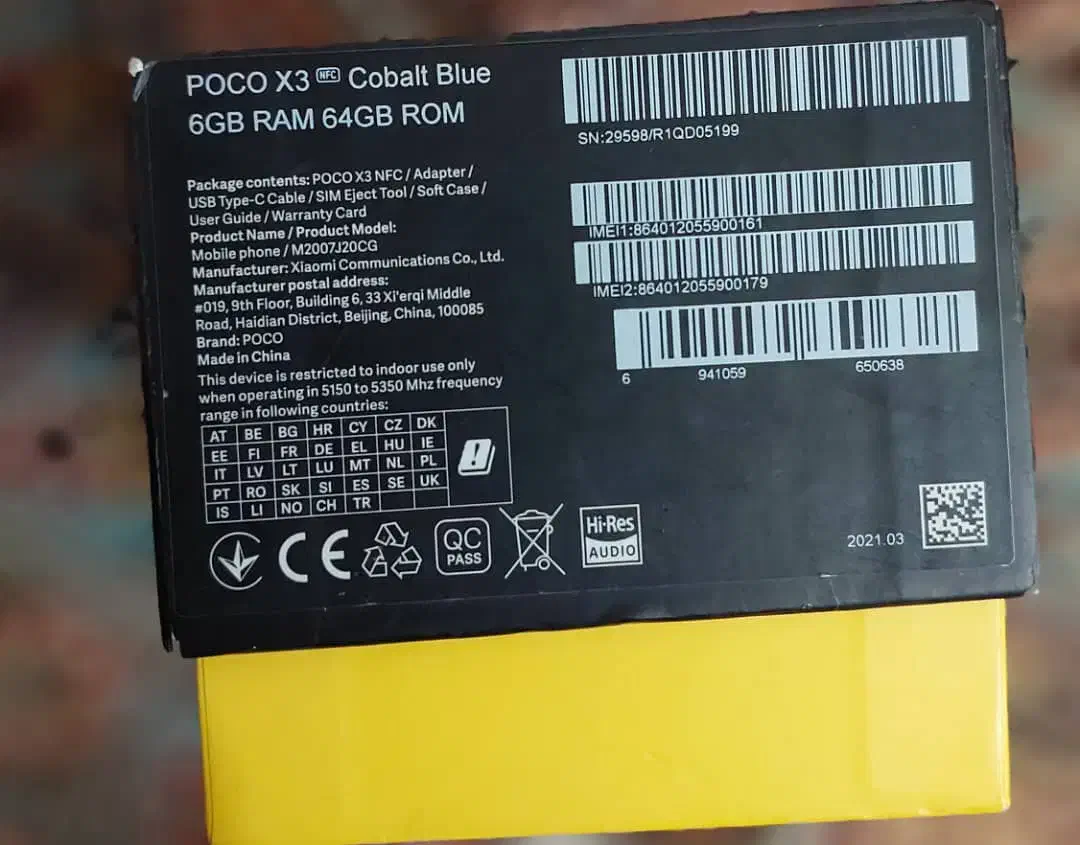 POCO X3 NFC Cobalt Blue
6GB RAM 64GB ROM
Package contents: POCO X3 NFC / Adapter /
USB Type-C Cable / SIM Eject Tool / Soft Case /
User Guide / Warranty Card
Product Name / Product Model:
Mobile phone / M2007J20CG
Manufacturer: Xiaomi Communications Co., Ltd.
Manufacturer postal address:
#019, 9th Floor, Building 6, 33 Xi'erqi Middle
Road, Haidian District, Beijing, China, 100085
Brand: POCO
Made in China
This device is restricted to indoor use only
when operating in 5150 to 5350 Mhz frequency
range in following countries:
AT BE BG HR CY CZ DK
EE FI FR DE EL HU IE
IT LV LT LU MT NL PL
PT RO SK SI ES SE UK
IS LI NO CH TR
CE
QC
PASS
Hi-Res
AUDIO
SN:29598/R1QD05199
IMEI1:864012055900161
IMEI2:864012055900179
6 941059 650638
2021.03